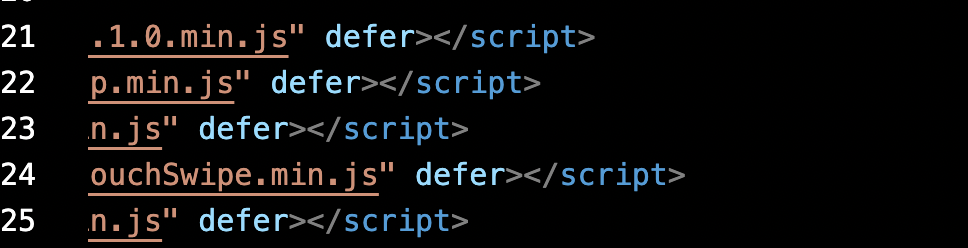 21 .1.0.min.js" defer></script>
22 p.min.js" defer></script>
23 n.js" defer></script>
24 ouchSwipe.min.js" defer></script>
25 n.js" defer></script>